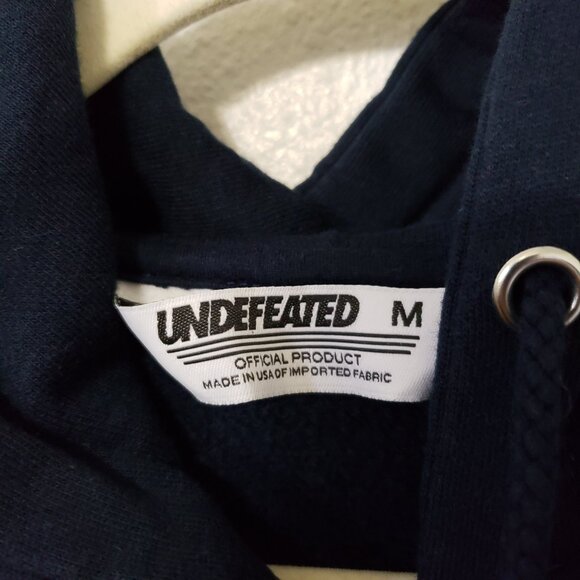 UNDEFEATED M
OFFICIAL PRODUCT
MADE IN USA OF IMPORTED FABRIC